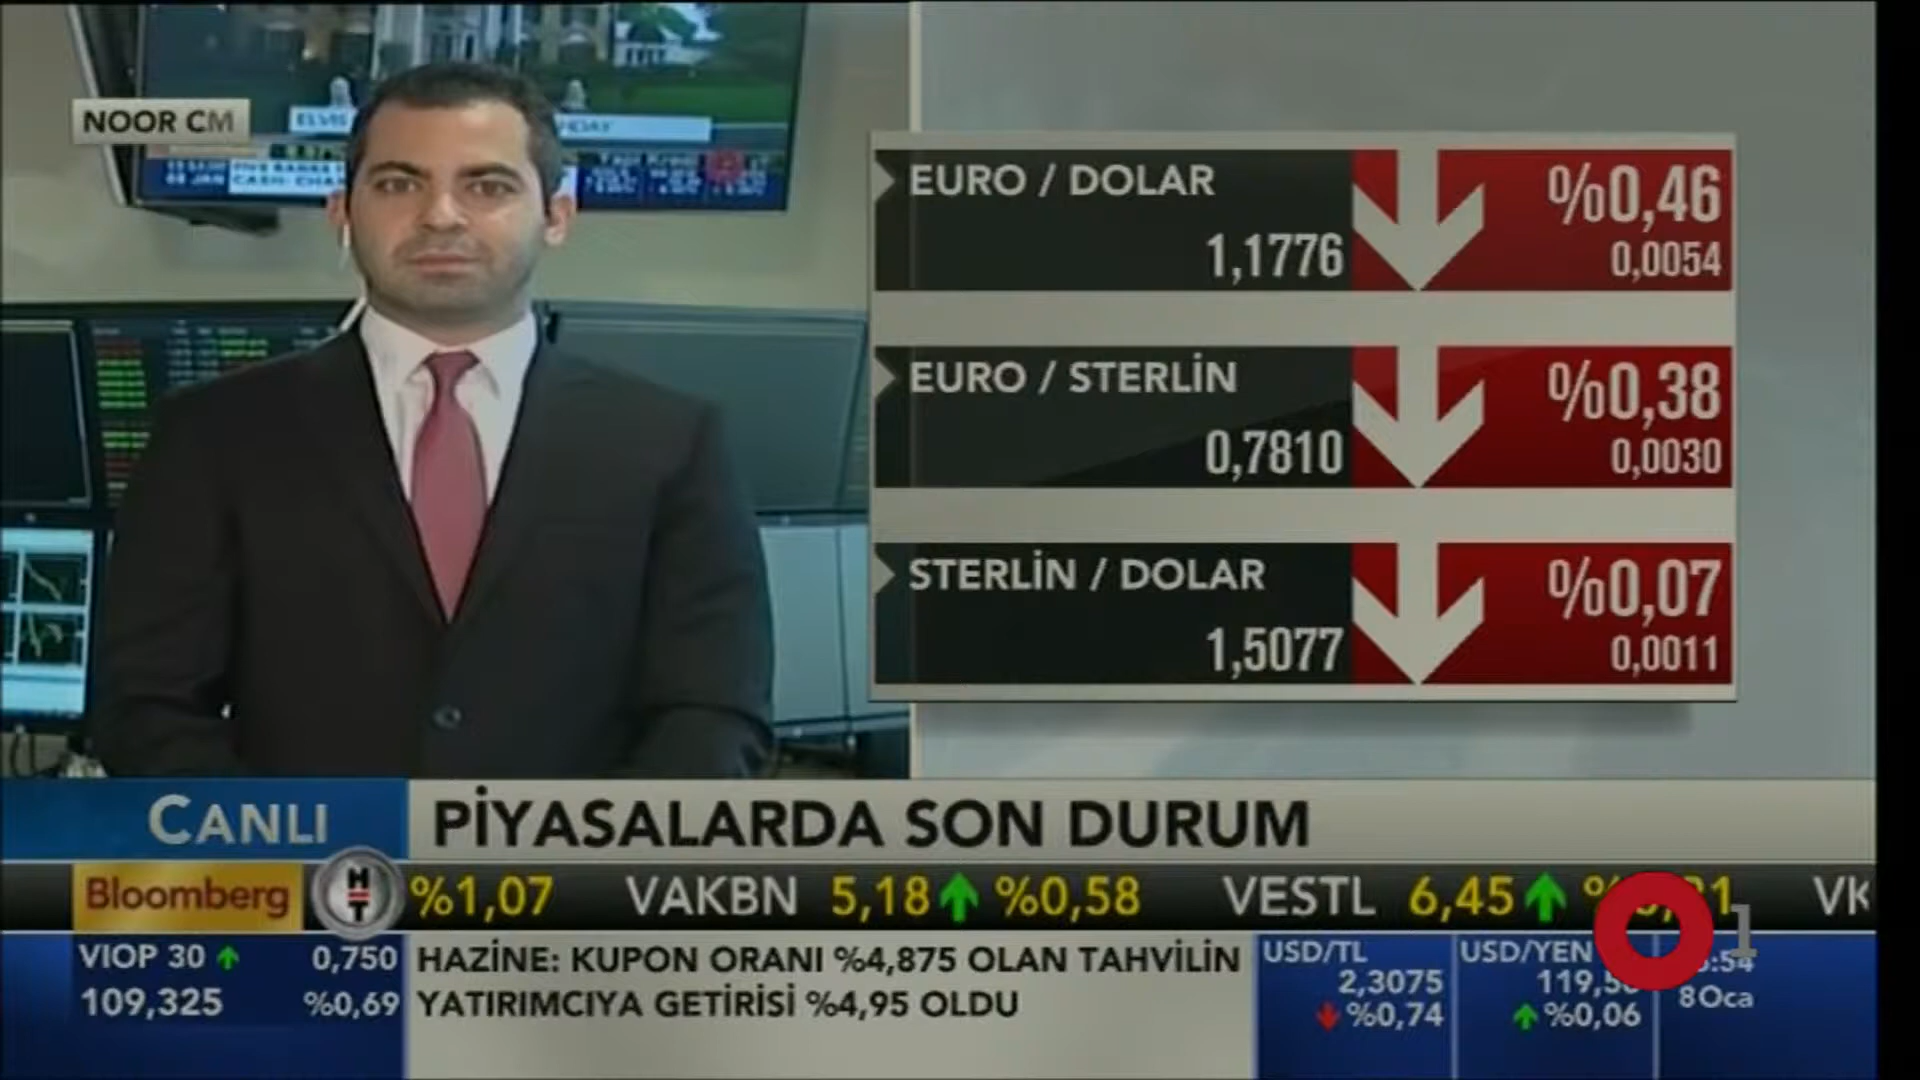 NOOR CM
EURO / DOLAR
1,1776
%0,46
0,0054
EURO / STERLİN
0,7810
%0,38
0,0030
STERLİN / DOLAR
1,5077
%0,07
0,0011
CANLI
PİYASALARDA SON DURUM
Bloomberg HT
%1,07 VAKBN 5,18 %0,58 VESTL 6,45
VIOP 30 0,750
109,325 %0,69
HAZİNE: KUPON ORANI %4,875 OLAN TAHVİLİN
YATIRIMCIYA GETİRİSİ %4,95 OLDU
USD/TL
2,3075
%0,74
USD/YEN
%0,06
8 Oca